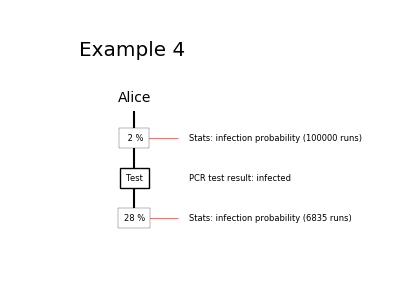 Example 4
Alice
2 %
Stats: infection probability (100000 runs)
Test
PCR test result: infected
28 %
Stats: infection probability (6835 runs)